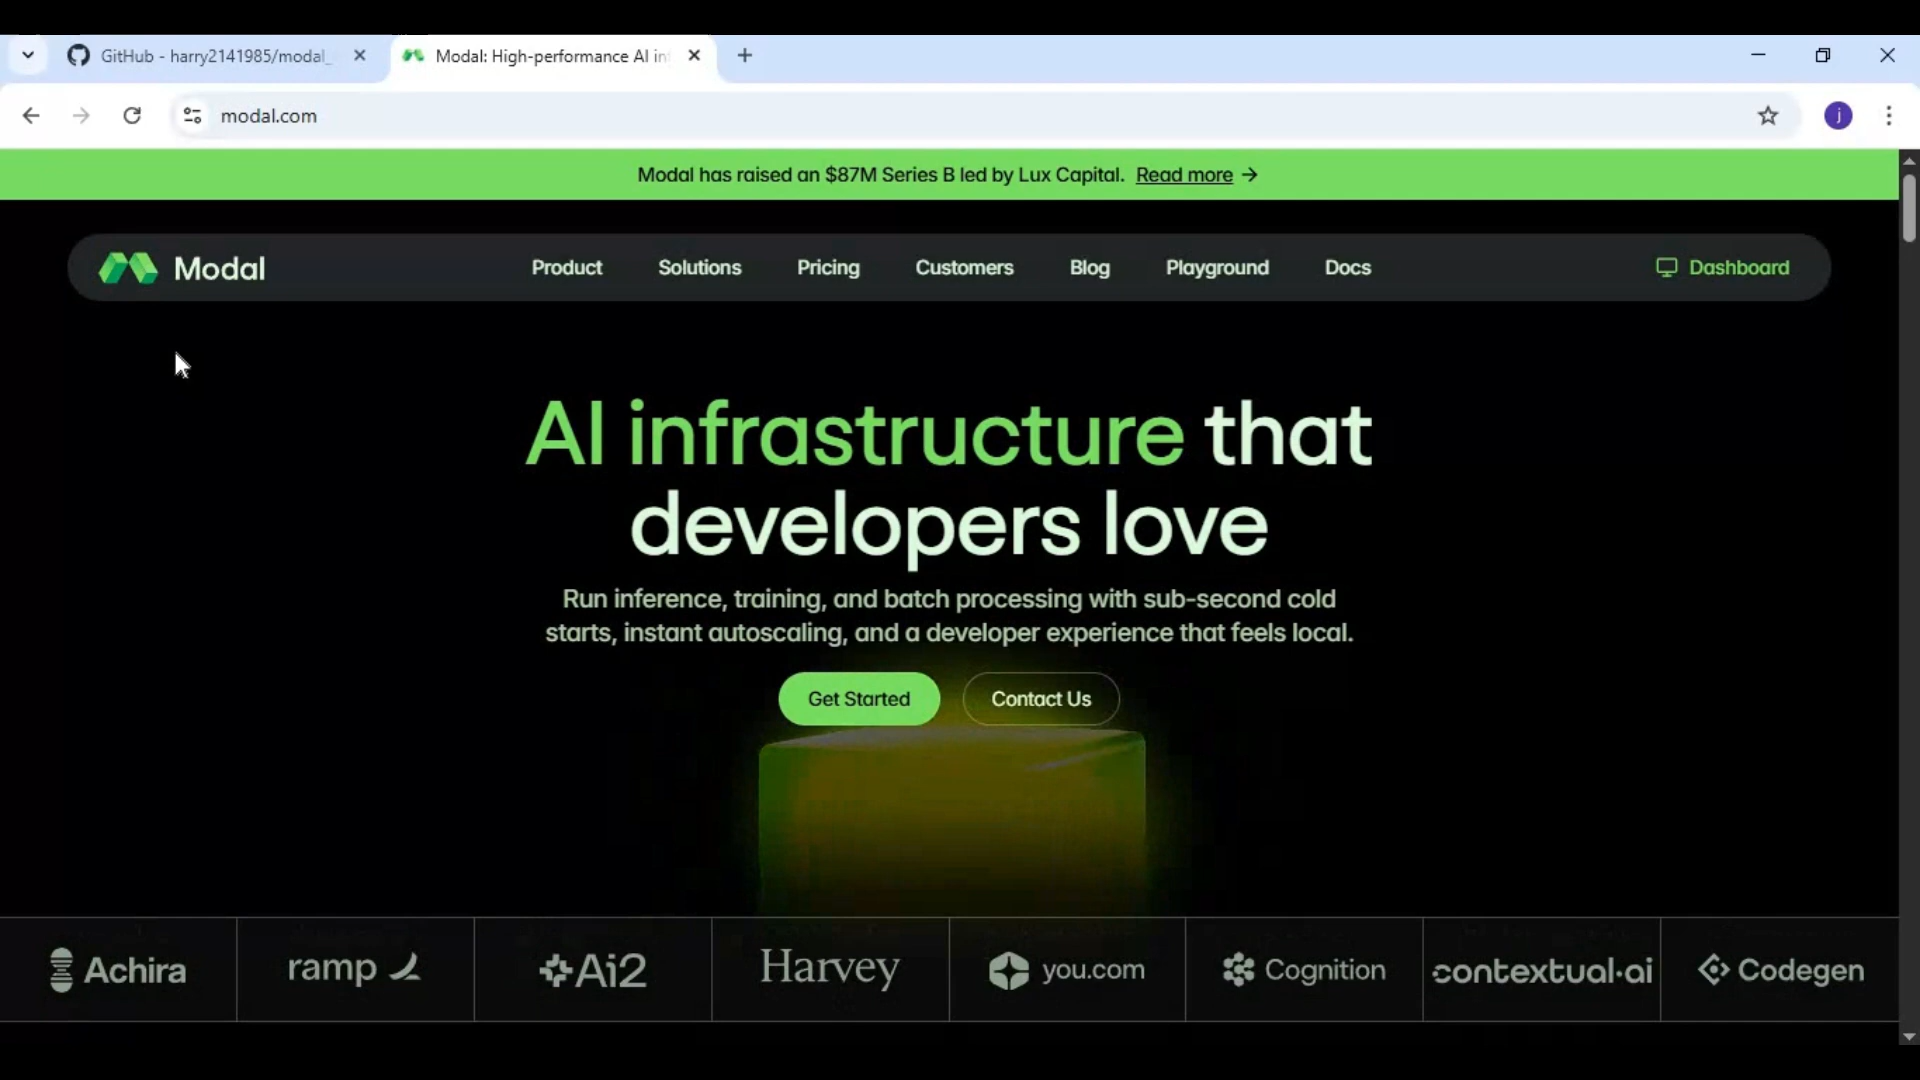 GitHub - harry2141985/modal_
Modal: High-performance AI in
modal.com
j
Modal has raised an $87M Series B led by Lux Capital. Read more →
Modal
Product
Solutions
Pricing
Customers
Blog
Playground
Docs
Dashboard
AI infrastructure that
developers love
Run inference, training, and batch processing with sub-second cold
starts, instant autoscaling, and a developer experience that feels local.
Get Started
Contact Us
Achira
ramp
Ai2
Harvey
you.com
Cognition
contextual·ai
Codegen